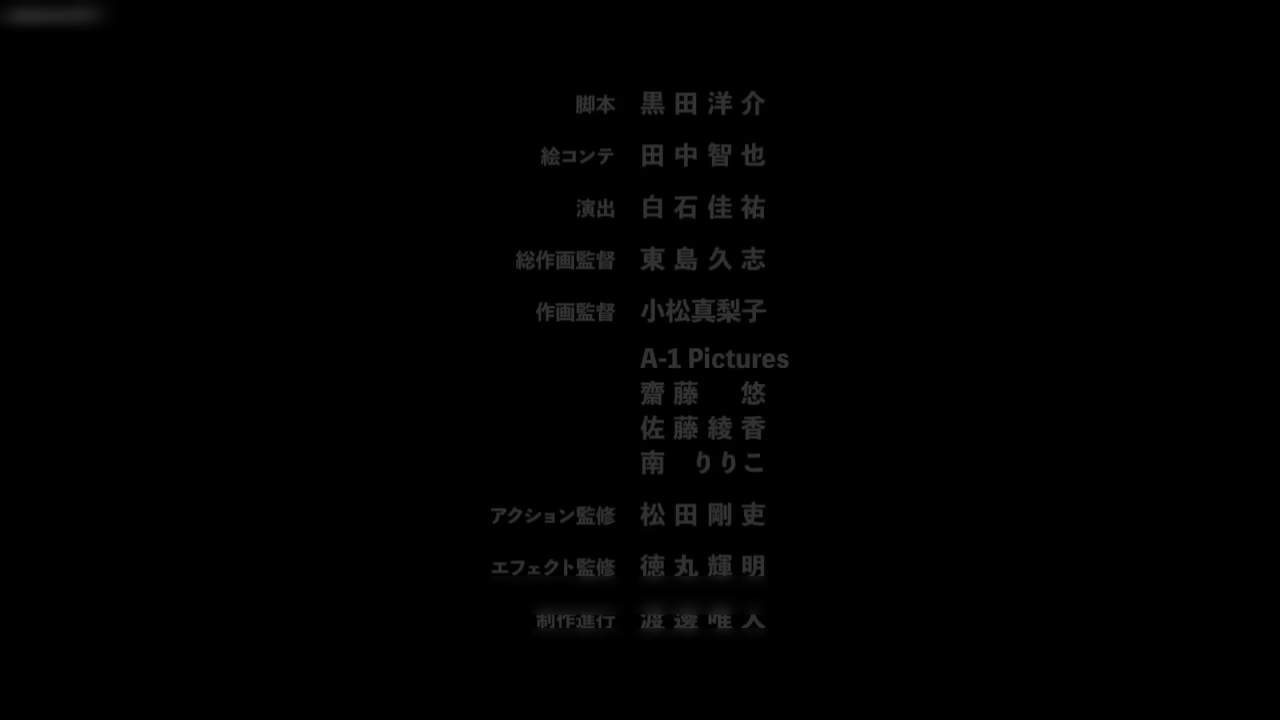 脚本 黒田洋介
絵コンテ 田中智也
演出 白石佳祐
総作画監督 東島久志
作画監督 小松真梨子
A-1 Pictures
齋藤 悠
佐藤綾香
南 りりこ
アクション監修 松田剛吏
エフェクト監修 徳丸輝明
制作進行 渡邊唯人